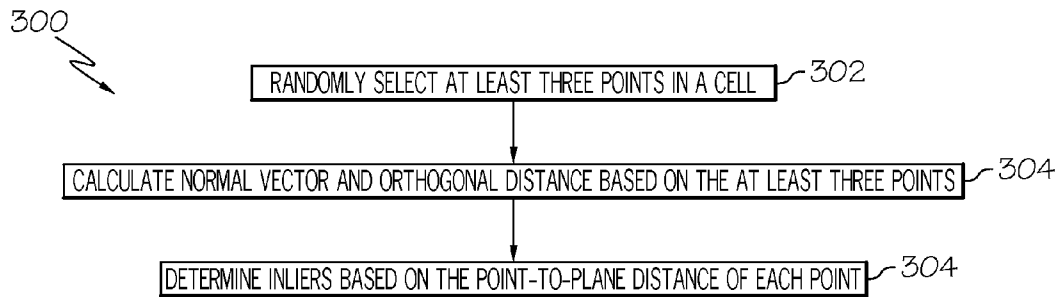 300
RANDOMLY SELECT AT LEAST THREE POINTS IN A CELL
302
CALCULATE NORMAL VECTOR AND ORTHOGONAL DISTANCE BASED ON THE AT LEAST THREE POINTS
304
DETERMINE INLIERS BASED ON THE POINT-TO-PLANE DISTANCE OF EACH POINT
304